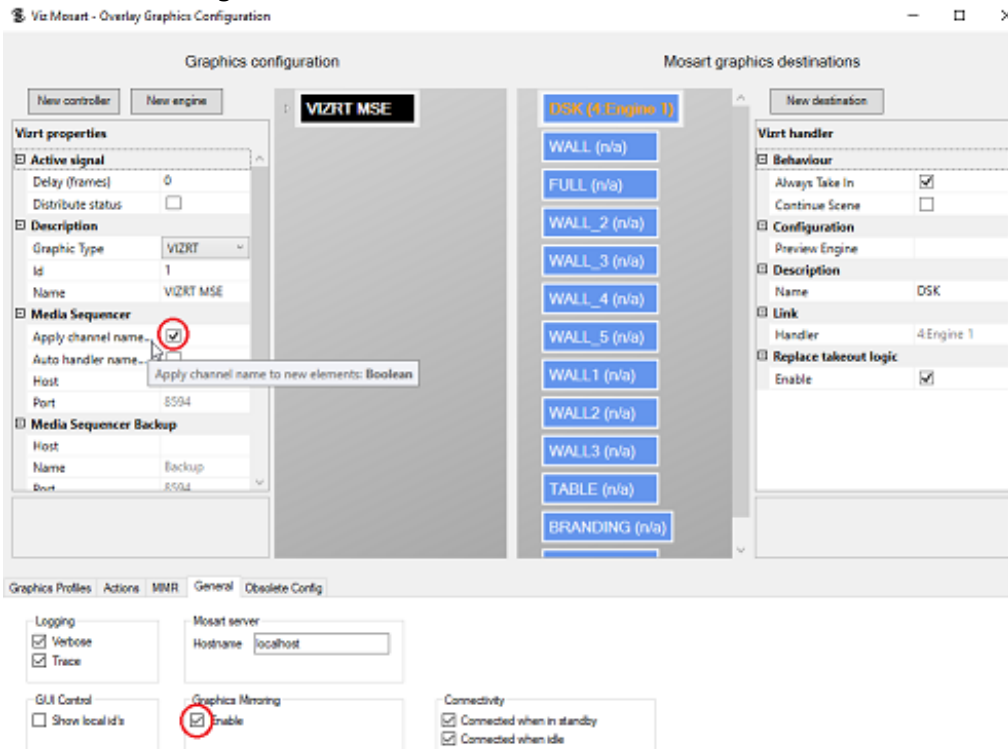 Viz Mosart - Overlay Graphics Configuration
Graphics configuration
Mosart graphics destinations
New controller
New engine
Vizrt properties
Active signal
Delay (frames) 0
Distribute status
Description
Graphic Type VIZRT
Id 1
Name VIZRT MSE
Media Sequencer
Apply channel name...
Auto handler name...
Apply channel name to new elements: Boolean
Host
Port 8594
Media Sequencer Backup
Host
Name Backup
Port 8594
VIZRT MSE
DSK (4:Engine 1)
WALL (n/a)
FULL (n/a)
WALL_2 (n/a)
WALL_3 (n/a)
WALL_4 (n/a)
WALL_5 (n/a)
WALL1 (n/a)
WALL2 (n/a)
WALL3 (n/a)
TABLE (n/a)
BRANDING (n/a)
New destination
Vizrt handler
Behaviour
Always Take In
Continue Scene
Configuration
Preview Engine
Description
Name DSK
Link
Handler 4:Engine 1
Replace takeout logic
Enable
Graphics Profiles Actions MMR General Obsolete Config
Logging
Verbose
Trace
Mosart server
Hostname localhost
GUI Control
Show local id's
Graphics Mirroring
Enable
Connectivity
Connected when in standby
Connected when idle